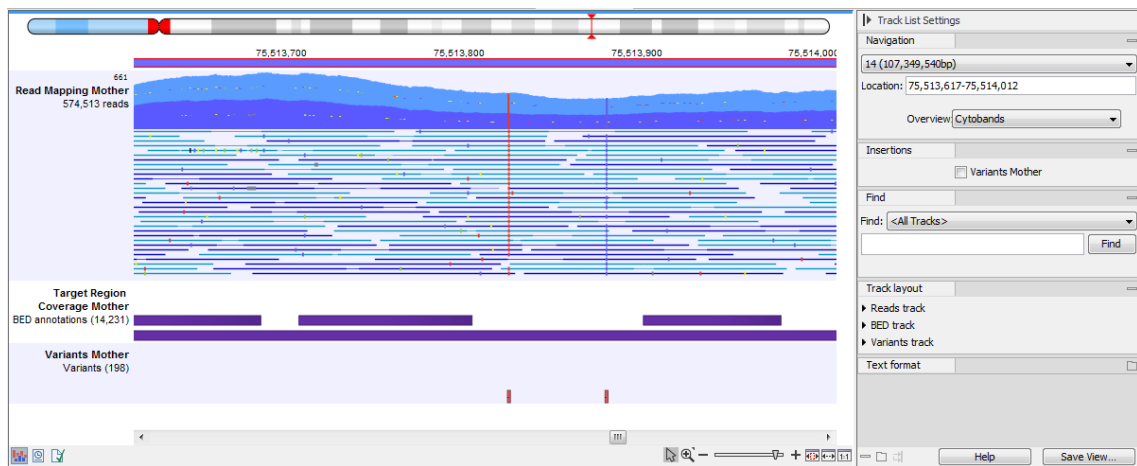 75,513,700 75,513,800 75,513,900 75,514,000
661
Read Mapping Mother
574,513 reads
Target Region
Coverage Mother
BED annotations (14,231)
Variants Mother
Variants (198)
Track List Settings
Navigation
14 (107,349,540bp)
Location: 75,513,617-75,514,012
Overview: Cytobands
Insertions
Variants Mother
Find
Find: <All Tracks>
Find
Track layout
Reads track
BED track
Variants track
Text format
1:1
Help Save View...